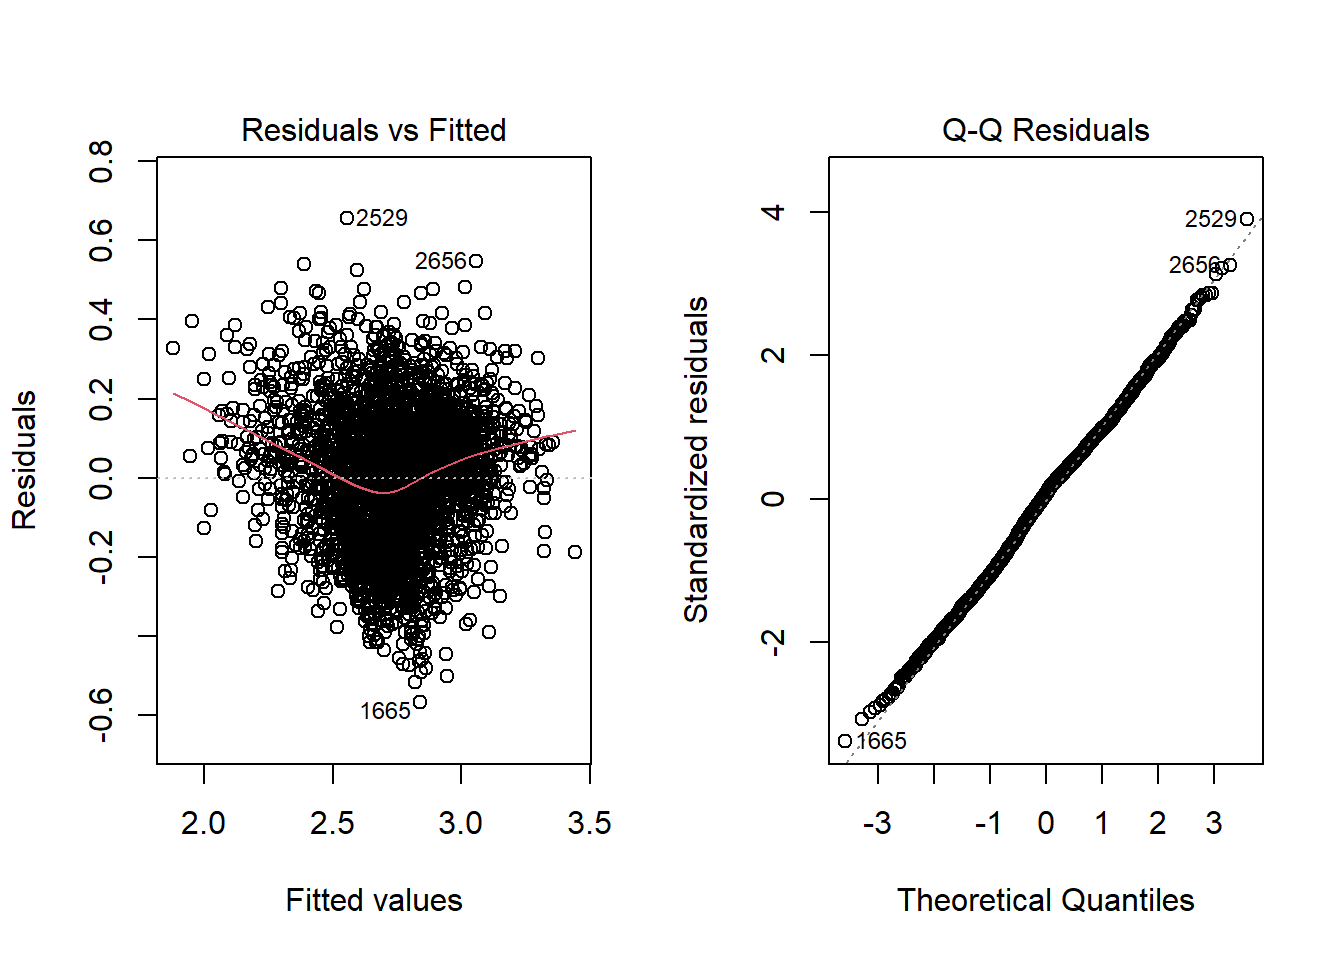 Residuals vs Fitted
Residuals
0.8
0.6
0.4
0.2
0.0
-0.2
-0.6
2529
2656
1665
2.0 2.5 3.0 3.5
Fitted values
Q-Q Residuals
Standardized residuals
4
2
0
-2
2529
2656
1665
-3 -1 0 1 2 3
Theoretical Quantiles